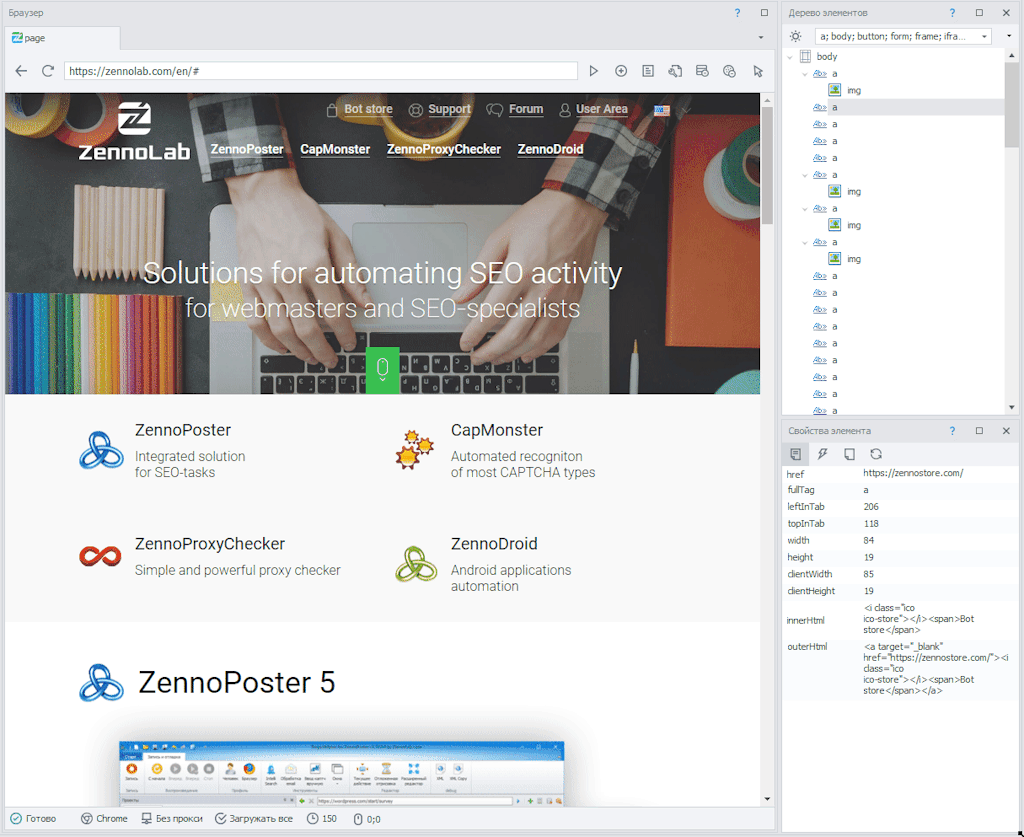 Браузер
page
https://zennolab.com/en/#
Bot store
Support
Forum
User Area
ZennoLab
ZennoPoster
CapMonster
ZennoProxyChecker
ZennoDroid
Solutions for automating SEO activity
for webmasters and SEO-specialists
ZennoPoster
Integrated solution
for SEO-tasks
CapMonster
Automated recogniton
of most CAPTCHA types
ZennoProxyChecker
Simple and powerful proxy checker
ZennoDroid
Android applications
automation
ZennoPoster 5
https://wordpress.com/start/survey
Готово
Chrome
Без прокси
Загружать все
150
0;0
Дерево элементов
a; body; button; form; frame; ifra...
body
a
img
a
a
a
a
a
img
a
img
a
img
a
a
a
a
a
a
a
a
a
Свойства элемента
href https://zennostore.com/
fullTag a
leftInTab 206
topInTab 118
width 84
height 19
clientWidth 85
clientHeight 19
innerHtml
<i class="ico
ico-store"></i><span>Bot
store</span>
outerHtml
<a target="_blank"
href="https://zennostore.com/"><i
class="ico
ico-store"></i><span>Bot
store</span></a>